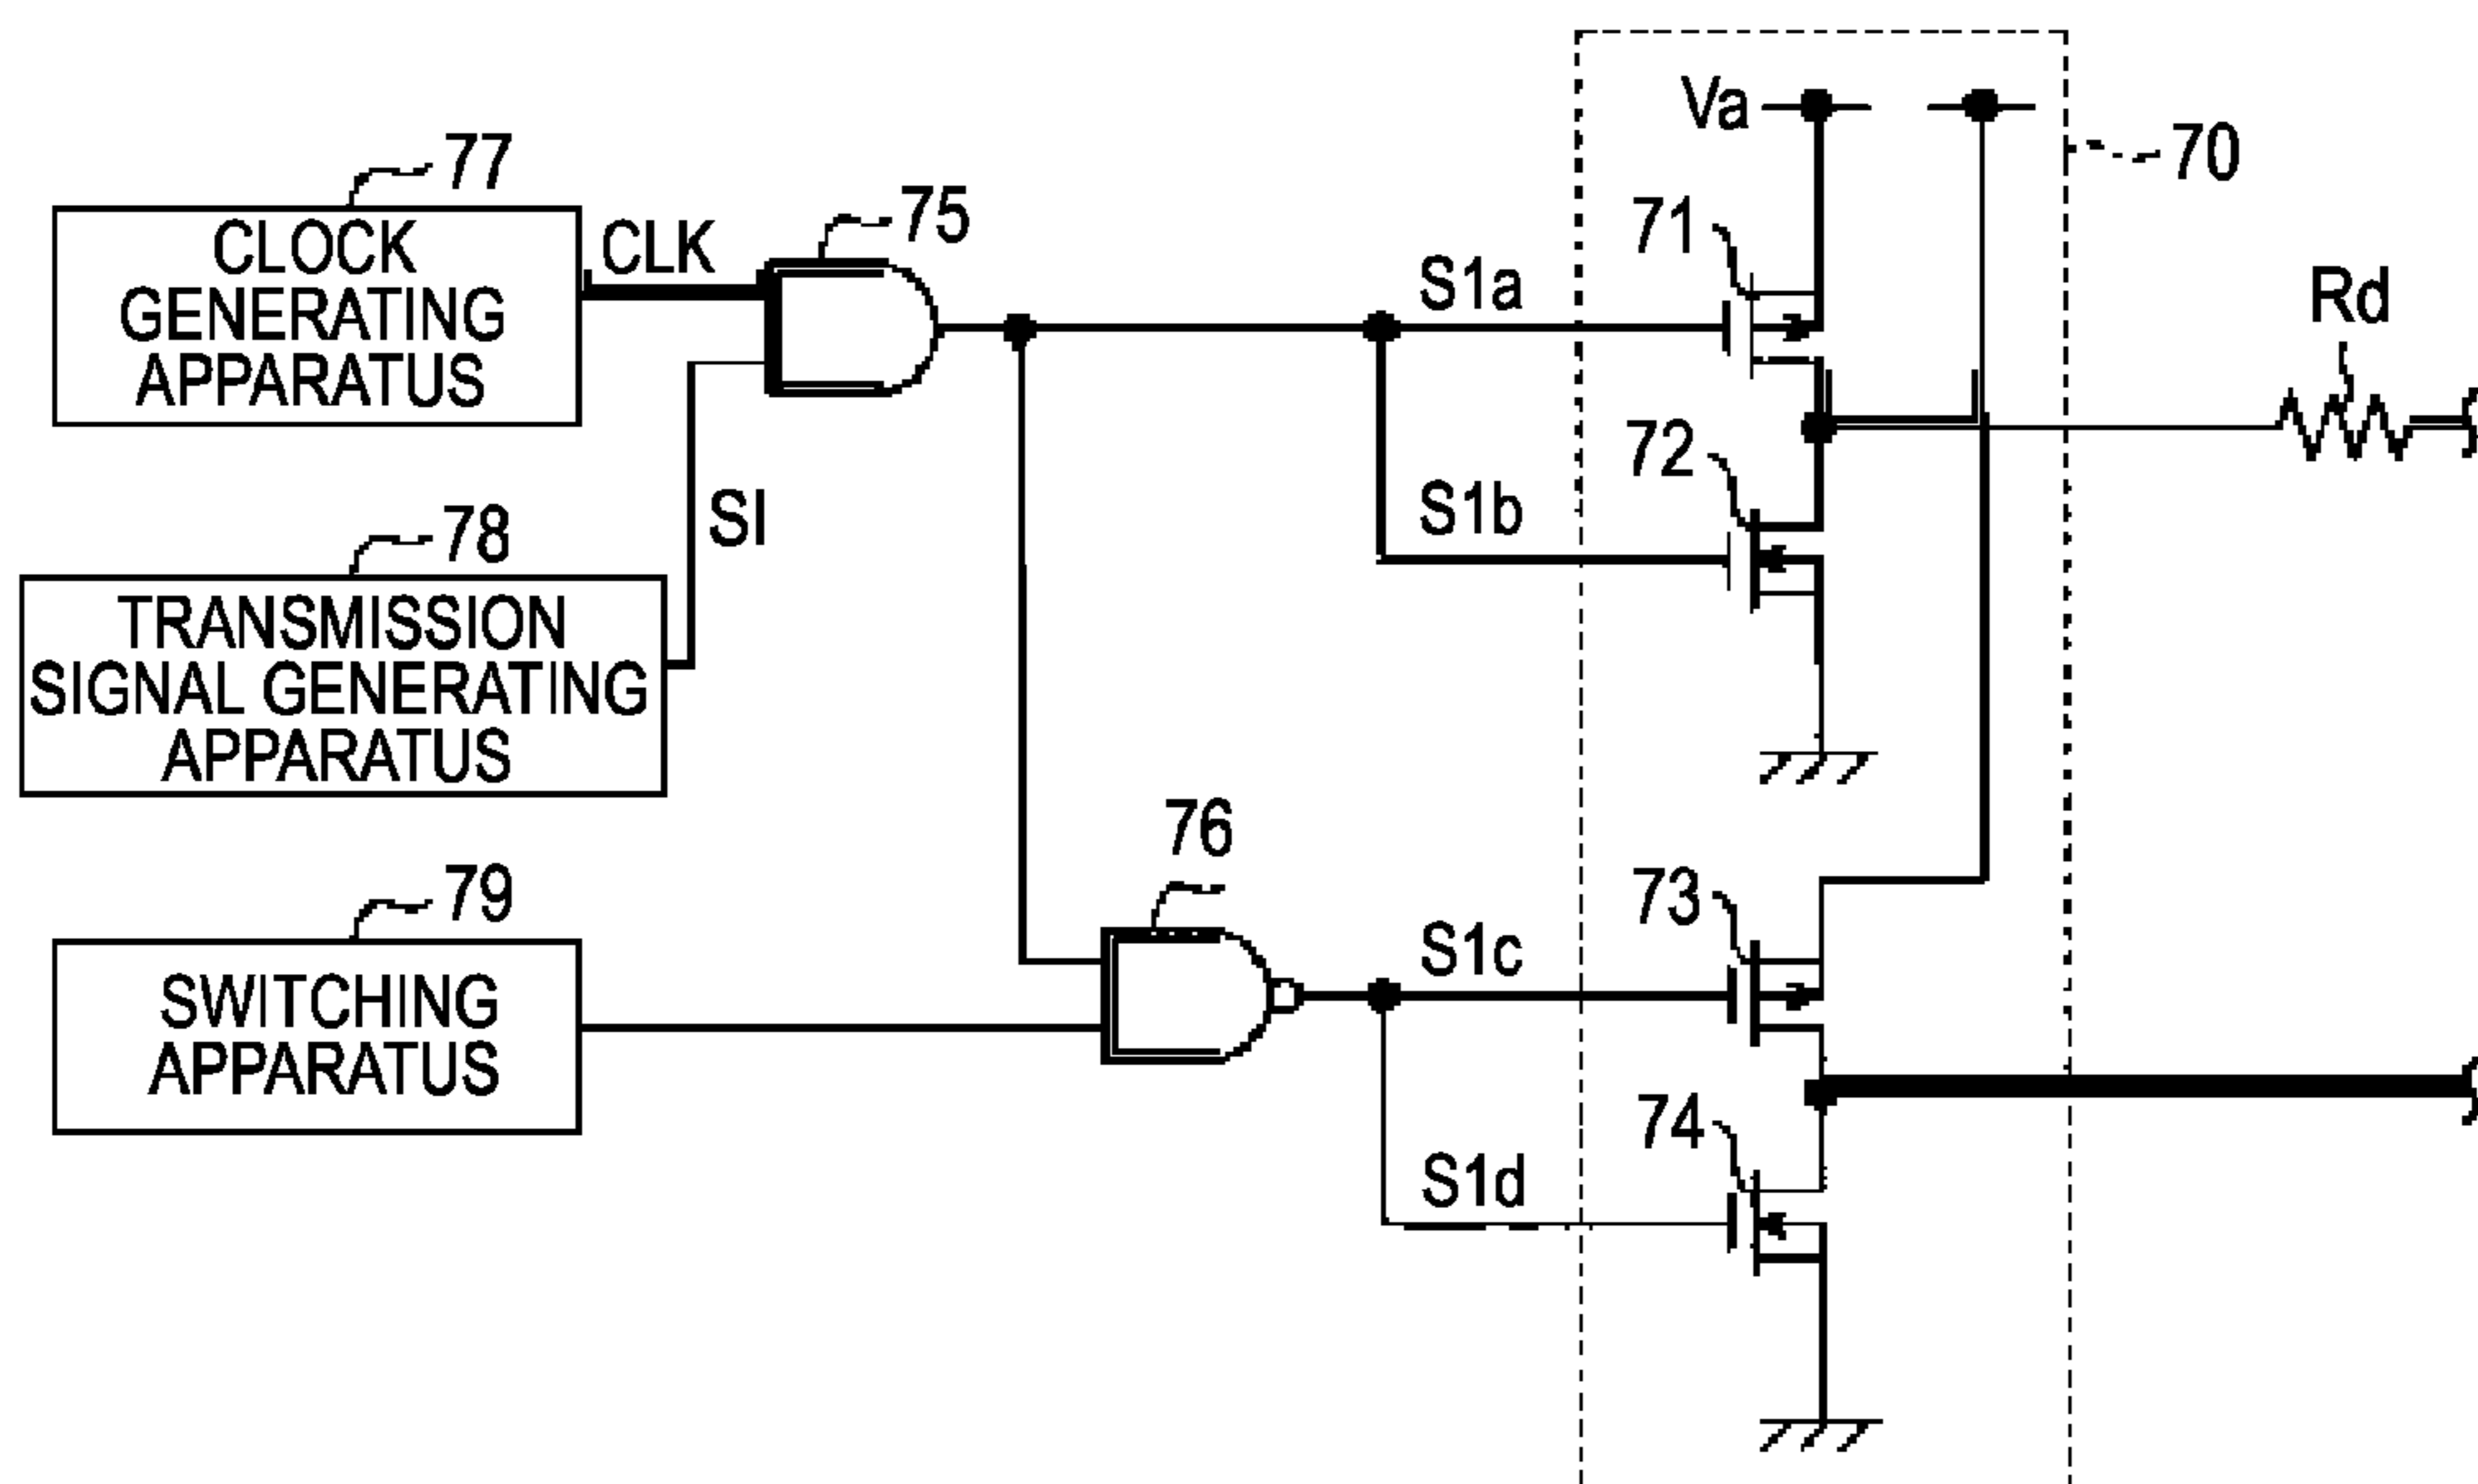 Va
77
70
75
71
CLOCK
GENERATING
APPARATUS
CLK
S1a
Rd
72
78
SI
S1b
TRANSMISSION
SIGNAL GENERATING
APPARATUS
76
79
73
S1c
SWITCHING
APPARATUS
74
S1d